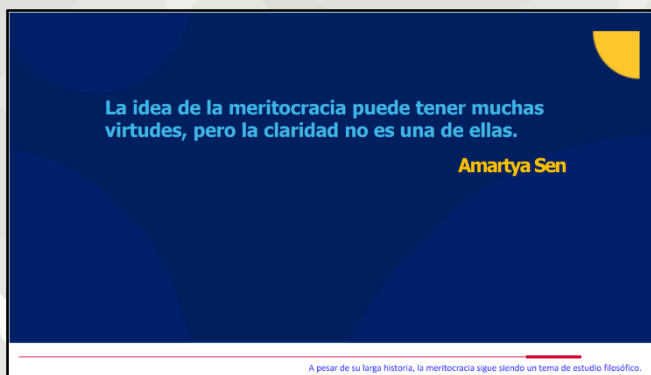 La idea de la meritocracia puede tener muchas
virtudes, pero la claridad no es una de ellas.
Amartya Sen
A pesar de su larga historia, la meritocracia sigue siendo un tema de estudio filosófico.